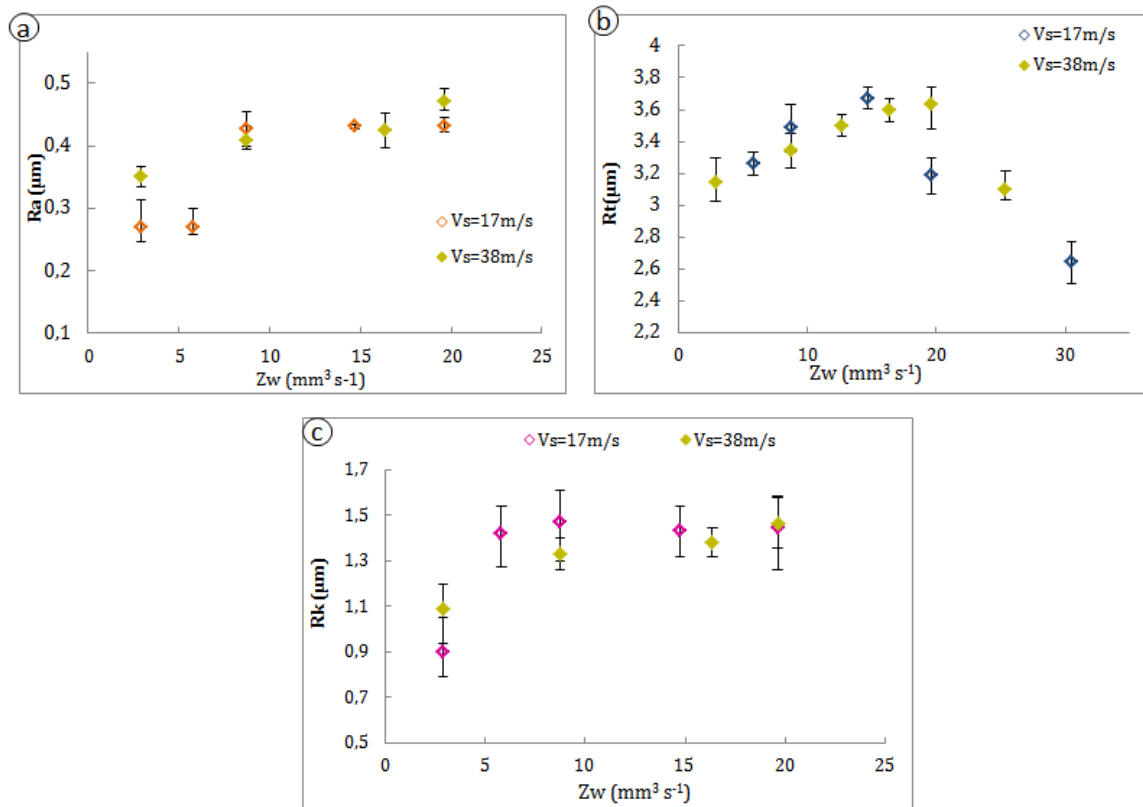 a
Ra (µm)
0,5
0,4
0,3
0,2
0,1
0
5
10
15
20
25
Zw (mm³ s-1)
Vs=17m/s
Vs=38m/s
b
Rt(µm)
4
3,8
3,6
3,4
3,2
3
2,8
2,6
2,4
2,2
0
10
20
30
Zw (mm³ s⁻¹)
Vs=17m/s
Vs=38m/s
c
Vs=17m/s
Vs=38m/s
Rk (µm)
1,7
1,5
1,3
1,1
0,9
0,7
0,5
0
5
10
15
20
25
Zw (mm³ s⁻¹)